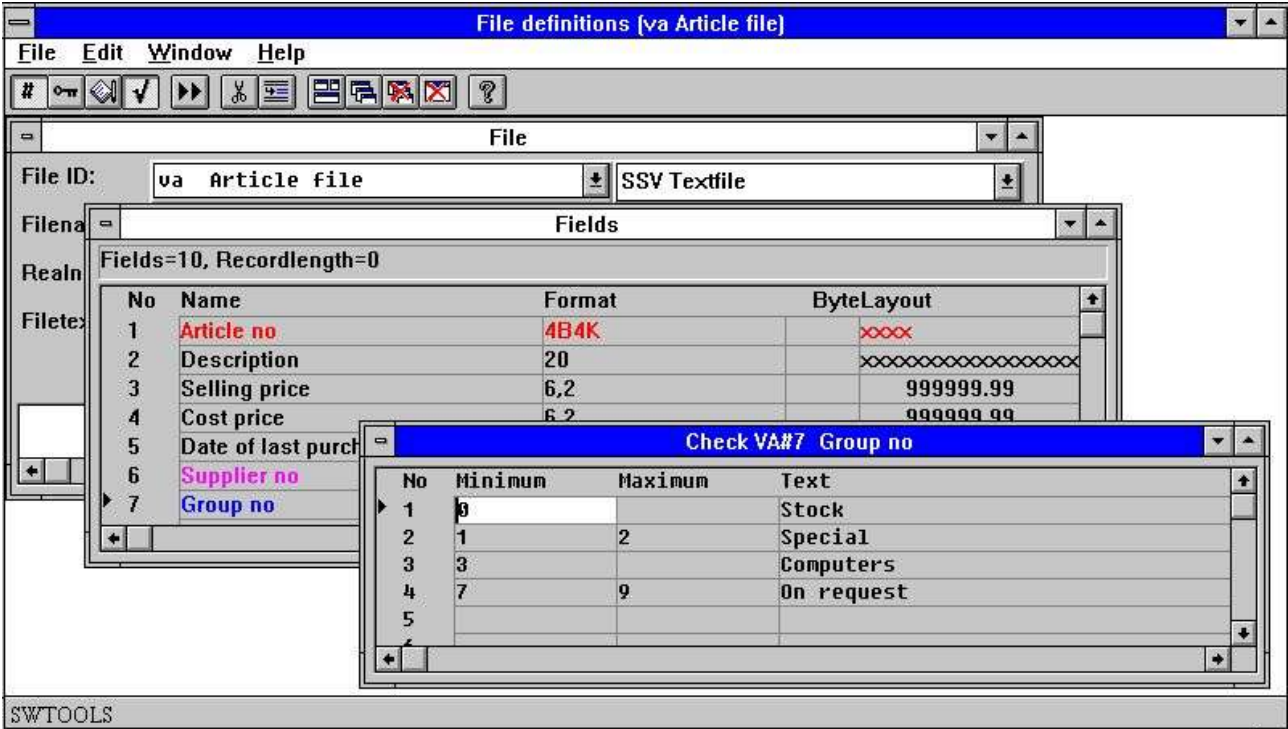 File definitions (va Article file)
File Edit Window Help
# √ ?
File
File ID: va Article file SSV Textfile
Filena
Fields
Fields=10, Recordlength=0
Realn
No Name Format ByteLayout
Filetex
1 Article no 4B4K xxxx
2 Description 20 xxxxxxxxxxxxxxxxxx
3 Selling price 6,2 999999.99
4 Cost price 6,2 999999.99
5 Date of last purch
6 Supplier no
7 Group no
Check VA#7 Group no
No Minimum Maximum Text
1 0 Stock
2 1 2 Special
3 3 Computers
4 7 9 On request
5
SWTOOLS